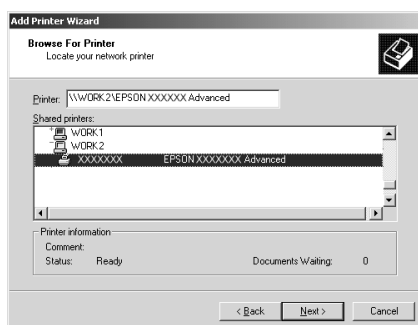 Add Printer Wizard
Browse For Printer
Locate your network printer
Printer: \\WORK2\EPSON XXXXXX Advanced
Shared printers:
WORK1
WORK2
XXXXXXX EPSON XXXXXXX Advanced
Printer information
Comment:
Status: Ready Documents Waiting: 0
< Back Next > Cancel